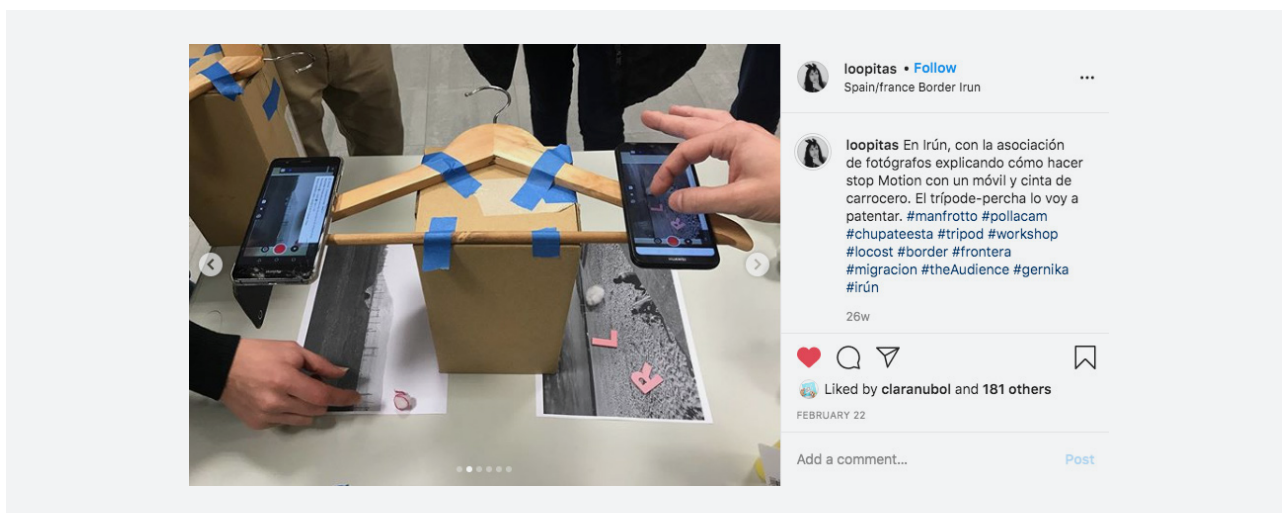 loopitas • Follow
Spain/france Border Irun
loopitas En Irún, con la asociación
de fotógrafos explicando cómo hacer
stop Motion con un móvil y cinta de
carrocero. El trípode-percha lo voy a
patentar. #manfrotto #pollacam
#chupateesta #tripod #workshop
#locost #border #frontera
#migracion #theAudience #gernika
#irún
26w
Liked by claranubol and 181 others
FEBRUARY 22
Add a comment... Post
L
R